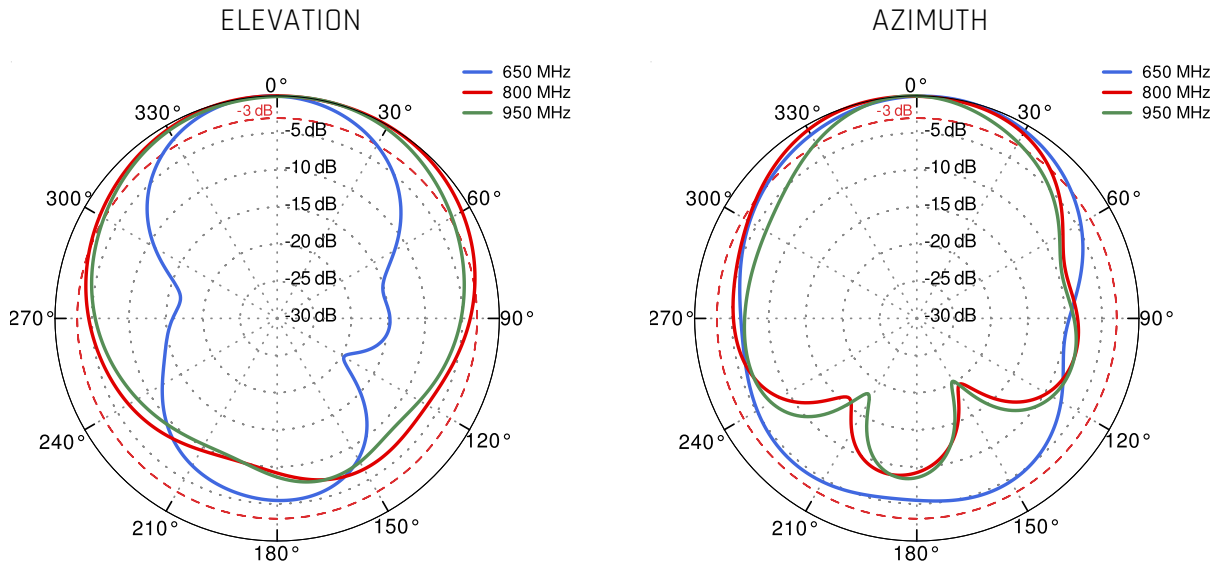 ELEVATION
650 MHz
800 MHz
950 MHz
0°
330°
-3 dB
30°
-5 dB
-10 dB
300°
60°
-15 dB
-20 dB
-25 dB
270°
-30 dB
90°
240°
120°
210°
150°
180°
AZIMUTH
650 MHz
800 MHz
950 MHz
0°
330°
-3 dB
30°
-5 dB
-10 dB
300°
60°
-15 dB
-20 dB
-25 dB
270°
-30 dB
90°
240°
120°
210°
150°
180°